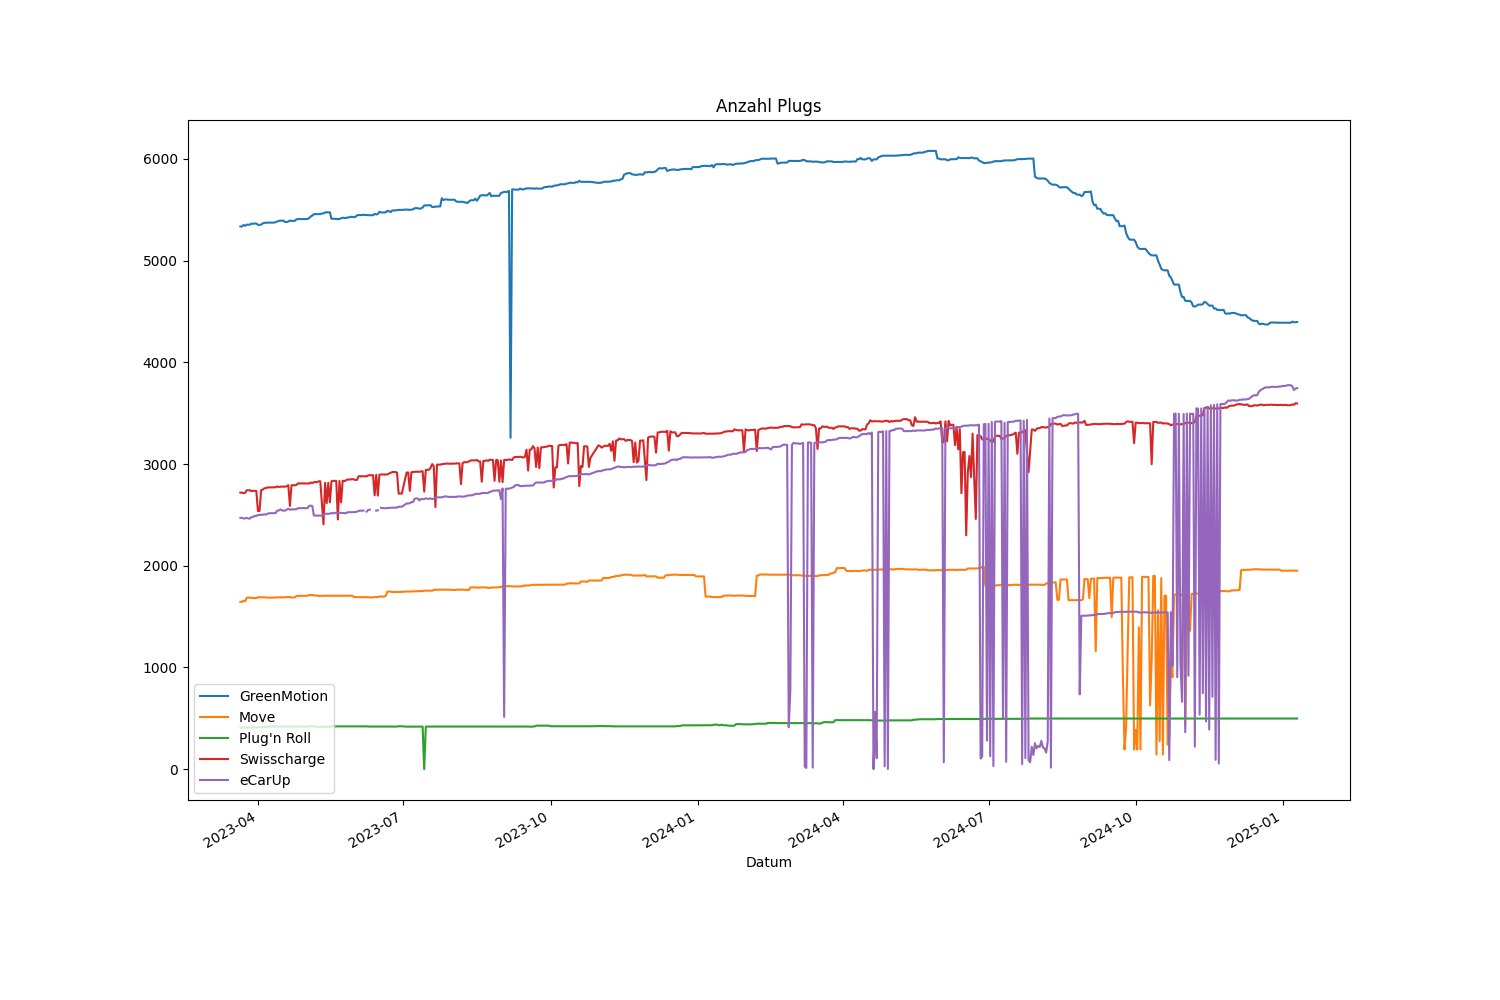 Anzahl Plugs
6000
5000
4000
3000
2000
1000
0
GreenMotion
Move
Plug'n Roll
Swisscharge
eCarUp
2023-04
2023-07
2023-10
2024-01
2024-04
2024-07
2024-10
2025-01
Datum